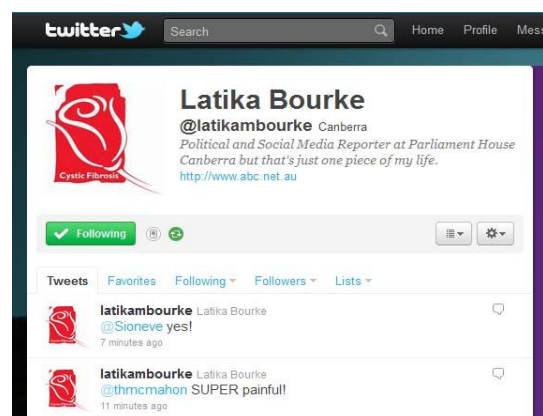 twitter
Search
Home Profile Mess
Latika Bourke
@latikambourke Canberra
Political and Social Media Reporter at Parliament House
Canberra but that's just one piece of my life.
http://www.abc.net.au
Cystic Fibrosis
Following
Tweets Favorites Following Followers Lists
latikambourke Latika Bourke
@Sioneve yes!
7 minutes ago
latikambourke Latika Bourke
@thmcmahon SUPER painful!
11 minutes ago